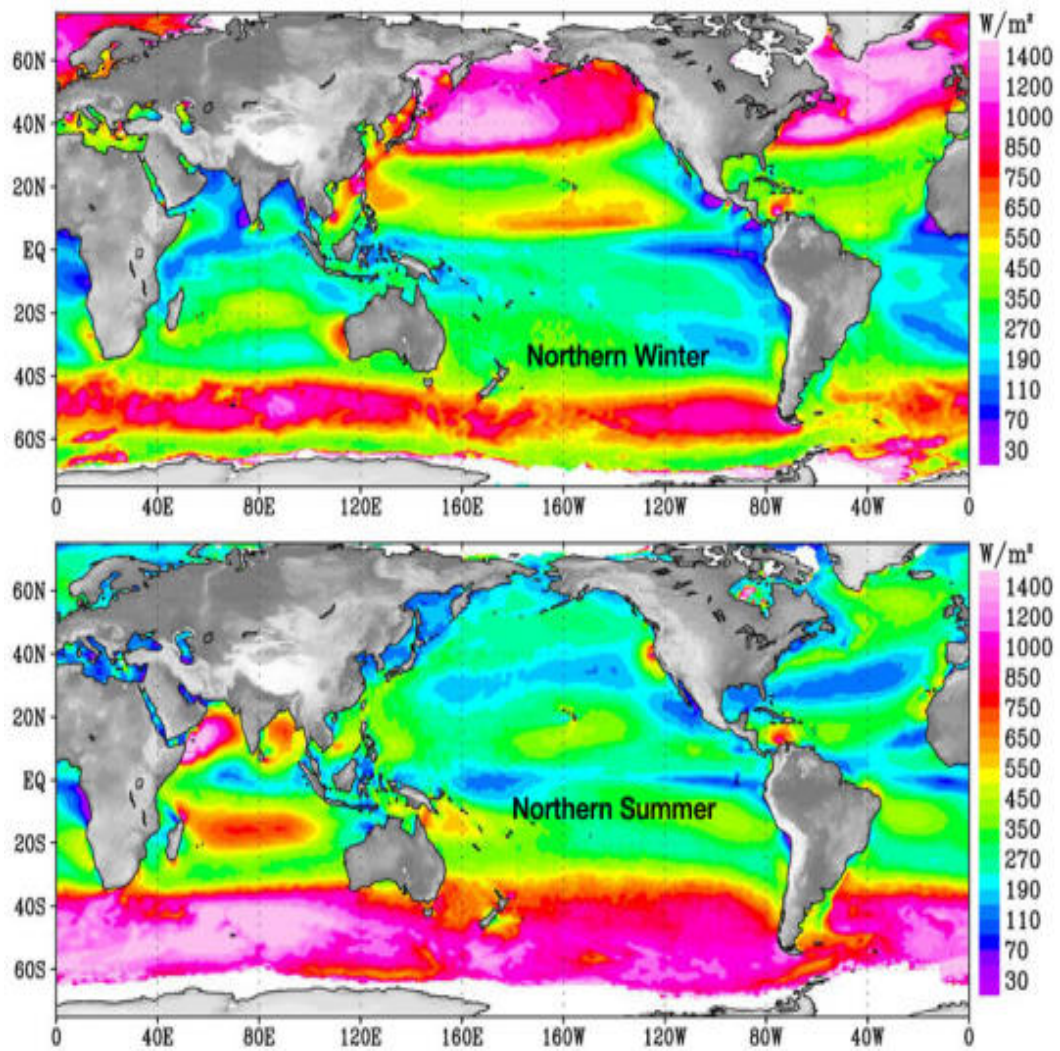 W/m²
60N
40N
20N
EQ
20S
40S
60S
Northern Winter
1400
1200
1000
850
750
650
550
450
350
270
190
110
70
30
0 40E 80E 120E 160E 160W 120W 80W 40W 0
W/m²
60N
40N
20N
EQ
20S
40S
60S
Northern Summer
1400
1200
1000
850
750
650
550
450
350
270
190
110
70
30
0 40E 80E 120E 160E 160W 120W 80W 40W 0